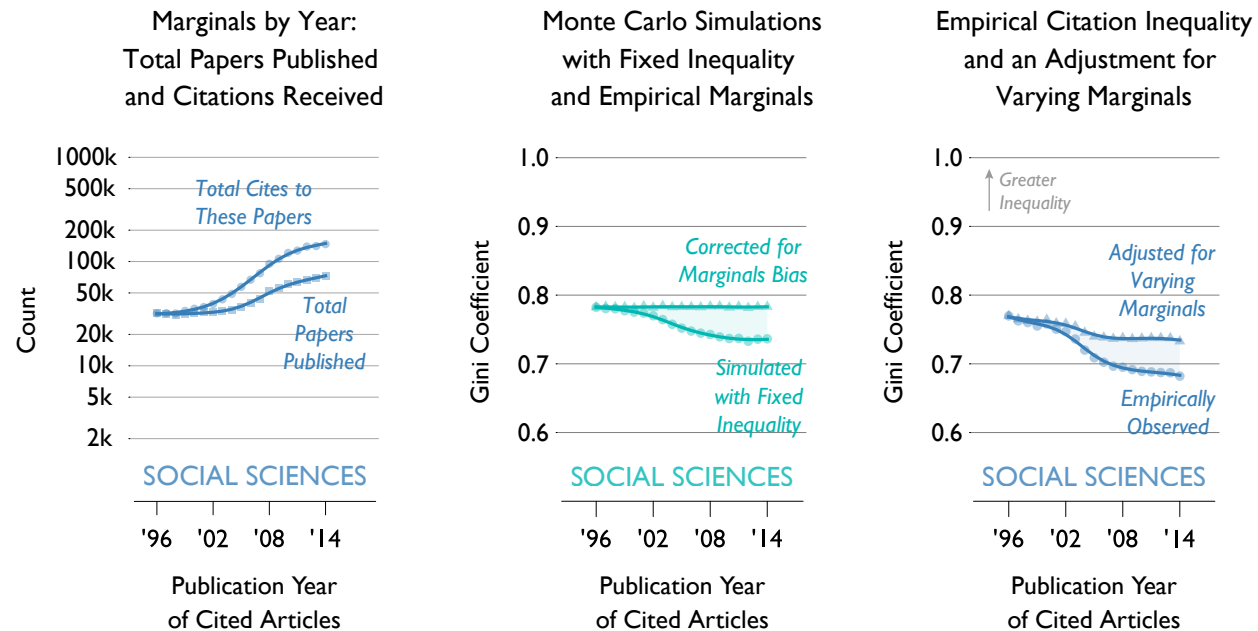 Marginals by Year:
Total Papers Published
and Citations Received
Count
1000k
500k
200k
100k
50k
20k
10k
5k
2k
Total Cites to
These Papers
Total
Papers
Published
SOCIAL SCIENCES
'96 '02 '08 '14
Publication Year
of Cited Articles
Monte Carlo Simulations
with Fixed Inequality
and Empirical Marginals
Gini Coefficient
1.0
0.9
0.8
0.7
0.6
Corrected for
Marginals Bias
Simulated
with Fixed
Inequality
SOCIAL SCIENCES
'96 '02 '08 '14
Publication Year
of Cited Articles
Empirical Citation Inequality
and an Adjustment for
Varying Marginals
Gini Coefficient
1.0
0.9
0.8
0.7
0.6
Greater
Inequality
Adjusted for
Varying
Marginals
Empirically
Observed
SOCIAL SCIENCES
'96 '02 '08 '14
Publication Year
of Cited Articles